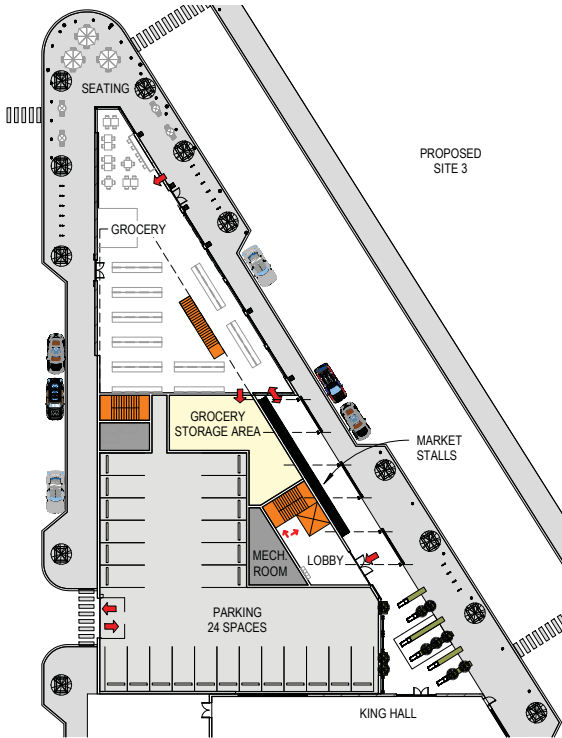 SEATING
PROPOSED
SITE 3
GROCERY
GROCERY
STORAGE AREA
MARKET
STALLS
MECH.
ROOM
LOBBY
PARKING
24 SPACES
KING HALL